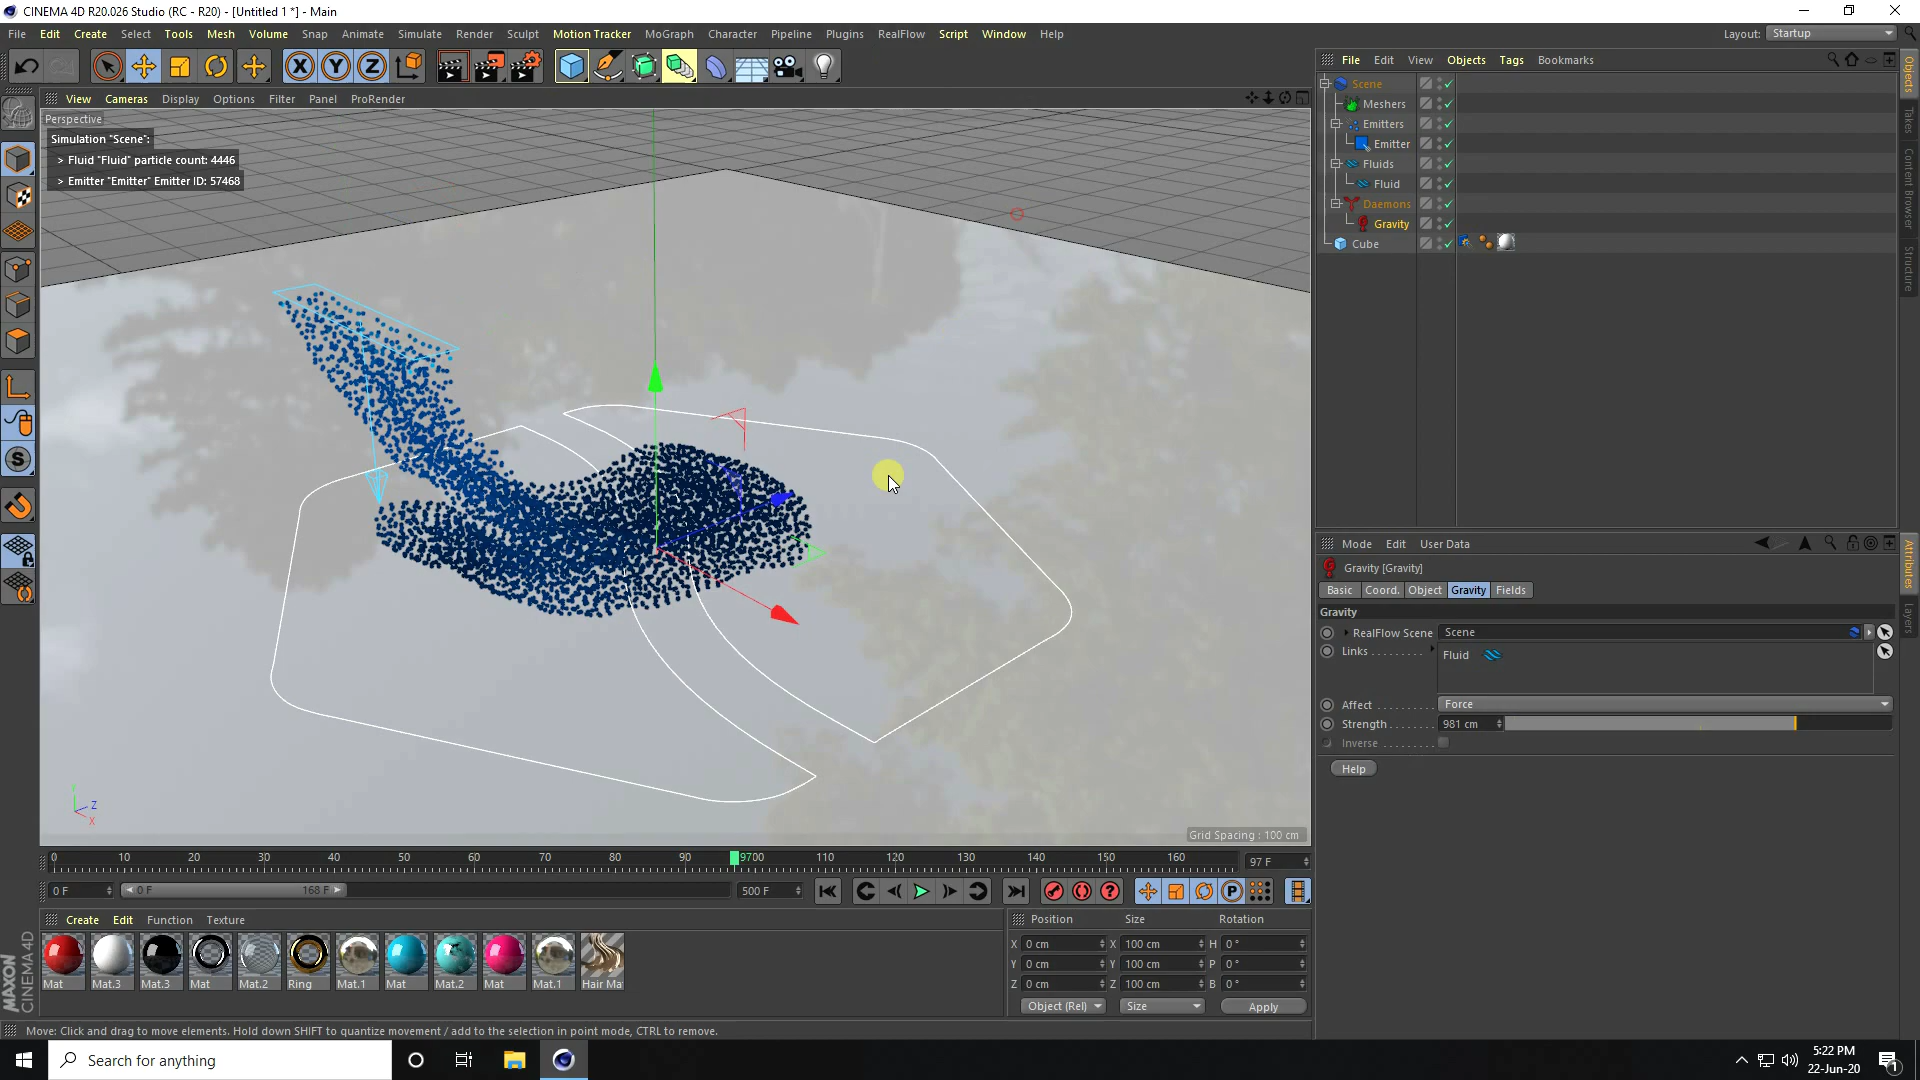 CINEMA 4D R20.026 Studio (RC - R20) - [Untitled 1 *] - Main
File Edit Create Select Tools Mesh Volume Snap Animate Simulate Render Sculpt Motion Tracker MoGraph Character Pipeline Plugins RealFlow Script Window Help
Layout: Startup
View Cameras Display Options Filter Panel ProRender
Perspective
Simulation "Scene":
> Fluid "Fluid" particle count: 4446
> Emitter "Emitter" Emitter ID: 57468
Grid Spacing : 100 cm
Y
Z
X
File Edit View Objects Tags Bookmarks
Scene
Meshers
Emitters
Emitter
Fluids
Fluid
Daemons
Gravity
Cube
Objects
Takes
Content Browser
Structure
Mode Edit User Data
Gravity [Gravity]
Basic Coord. Object Gravity Fields
Gravity
RealFlow Scene Scene
Links Fluid
Affect Force
Strength 981 cm
Inverse
Help
Attributes
Layers
0 10 20 30 40 50 60 70 80 90 9700 110 120 130 140 150 160
97 F
0 F 0 F 168 F 500 F
Create Edit Function Texture
Mat Mat.3 Mat.3 Mat Mat.2 Ring Mat.1 Mat Mat.2 Mat Mat.1 Hair Ma
Position Size Rotation
X 0 cm X 100 cm H 0 °
Y 0 cm Y 100 cm P 0 °
Z 0 cm Z 100 cm B 0 °
Object (Rel) Size Apply
MAXON
CINEMA 4D
Move: Click and drag to move elements. Hold down SHIFT to quantize movement / add to the selection in point mode, CTRL to remove.
Search for anything
5:22 PM
22-Jun-20
1